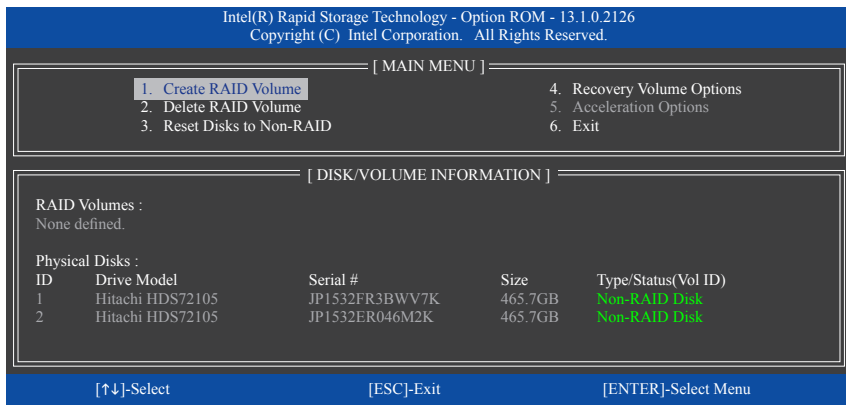 Intel(R) Rapid Storage Technology - Option ROM - 13.1.0.2126
Copyright (C) Intel Corporation. All Rights Reserved.
[ MAIN MENU ]
1. Create RAID Volume
2. Delete RAID Volume
3. Reset Disks to Non-RAID
4. Recovery Volume Options
5. Acceleration Options
6. Exit
[ DISK/VOLUME INFORMATION ]
RAID Volumes :
None defined.
Physical Disks :
ID Drive Model Serial # Size Type/Status(Vol ID)
1 Hitachi HDS72105 JP1532FR3BWV7K 465.7GB Non-RAID Disk
2 Hitachi HDS72105 JP1532ER046M2K 465.7GB Non-RAID Disk
[↑↓]-Select [ESC]-Exit [ENTER]-Select Menu